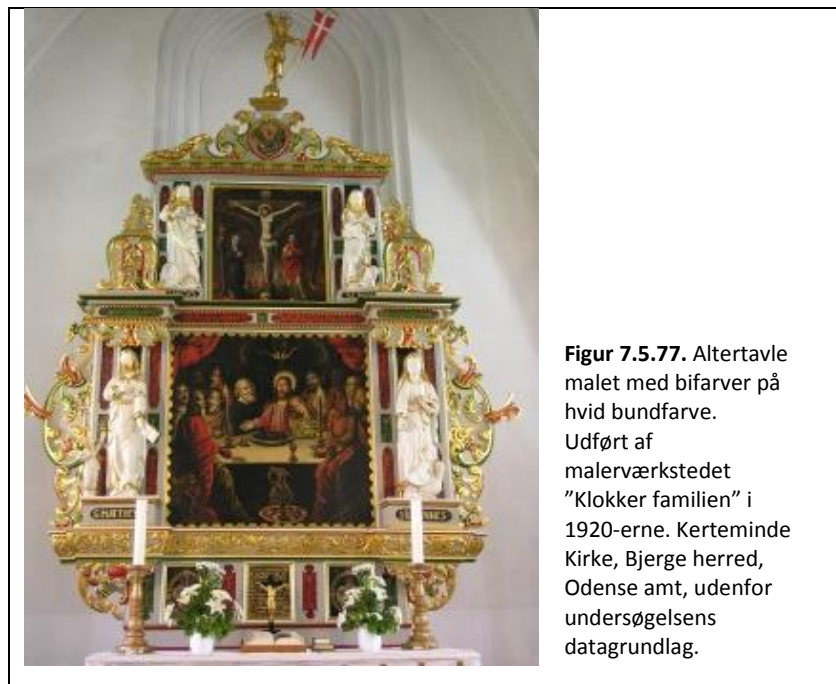 Figur 7.5.77. Altertavle
malet med bifarver på
hvid bundfarve.
Udført af
malerværkstedet
”Klokker familien” i
1920-erne. Kerteminde
Kirke, Bjerge herred,
Odense amt, udenfor
undersøgelsens
datagrundlag.